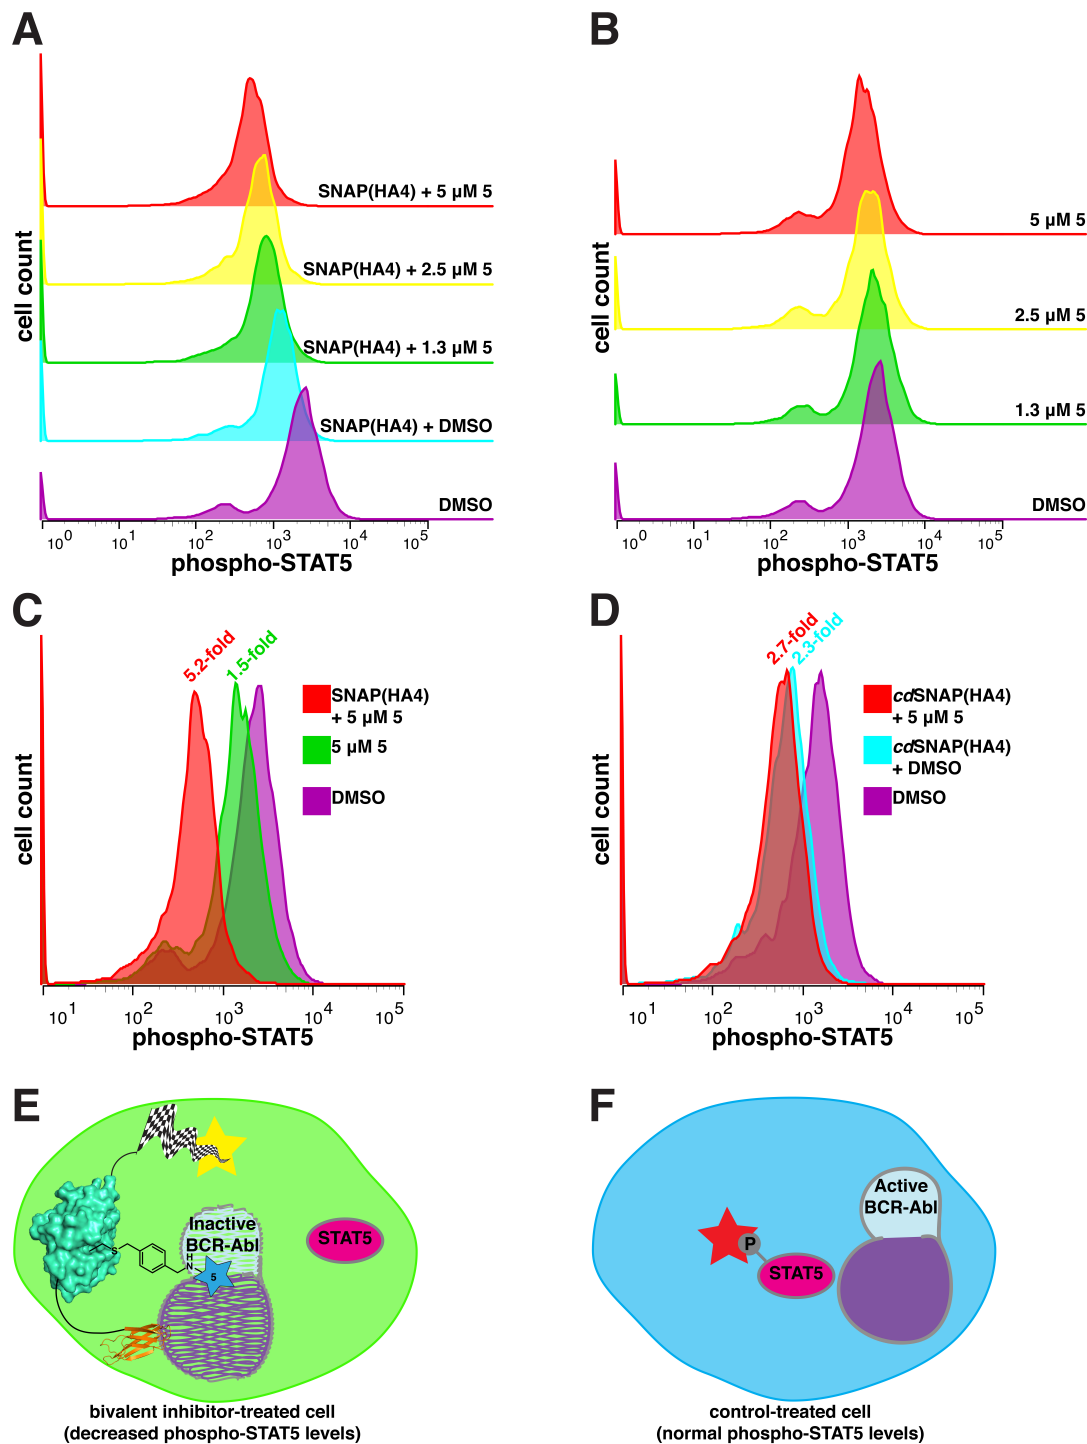 A
cell count
SNAP(HA4) + 5 µM 5
SNAP(HA4) + 2.5 µM 5
SNAP(HA4) + 1.3 µM 5
SNAP(HA4) + DMSO
DMSO
10^0 10^1 10^2 10^3 10^4 10^5
phospho-STAT5
B
cell count
5 µM 5
2.5 µM 5
1.3 µM 5
DMSO
10^0 10^1 10^2 10^3 10^4 10^5
phospho-STAT5
C
cell count
5.2-fold
1.5-fold
SNAP(HA4)
+ 5 µM 5
5 µM 5
DMSO
10^1 10^2 10^3 10^4 10^5
phospho-STAT5
D
cell count
2.7-fold
2.3-fold
cdSNAP(HA4)
+ 5 µM 5
cdSNAP(HA4)
+ DMSO
DMSO
10^1 10^2 10^3 10^4 10^5
phospho-STAT5
E
Inactive
BCR-Abl
STAT5
S
H
N
5
bivalent inhibitor-treated cell
(decreased phospho-STAT5 levels)
F
Active
BCR-Abl
P
STAT5
control-treated cell
(normal phospho-STAT5 levels)